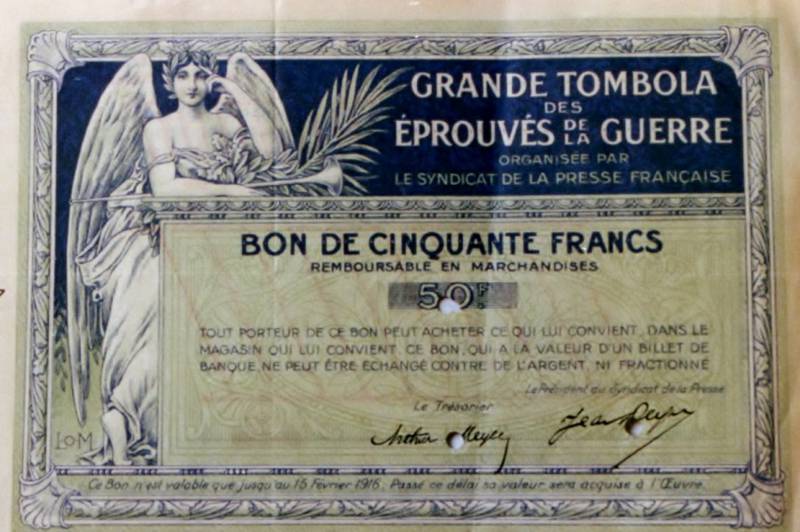 GRANDE TOMBOLA
DES
ÉPROUVÉS DE LA GUERRE
ORGANISÉE PAR
LE SYNDICAT DE LA PRESSE FRANÇAISE
BON DE CINQUANTE FRANCS
REMBOURSABLE EN MARCHANDISES
50F
TOUT PORTEUR DE CE BON PEUT ACHETER CE QUI LUI CONVIENT, DANS LE
MAGASIN QUI LUI CONVIENT. CE BON, QUI A LA VALEUR D'UN BILLET DE
BANQUE, NE PEUT ÊTRE ÉCHANGÉ CONTRE DE L'ARGENT, NI FRACTIONNÉ
Le Président du Syndicat de la Presse
Le Trésorier
Arthur Meyer
Jean Dupuy
LOM
Ce Bon n'est valable que jusqu'au 15 Février 1916. Passé ce délai sa valeur sera acquise à l'Œuvre.